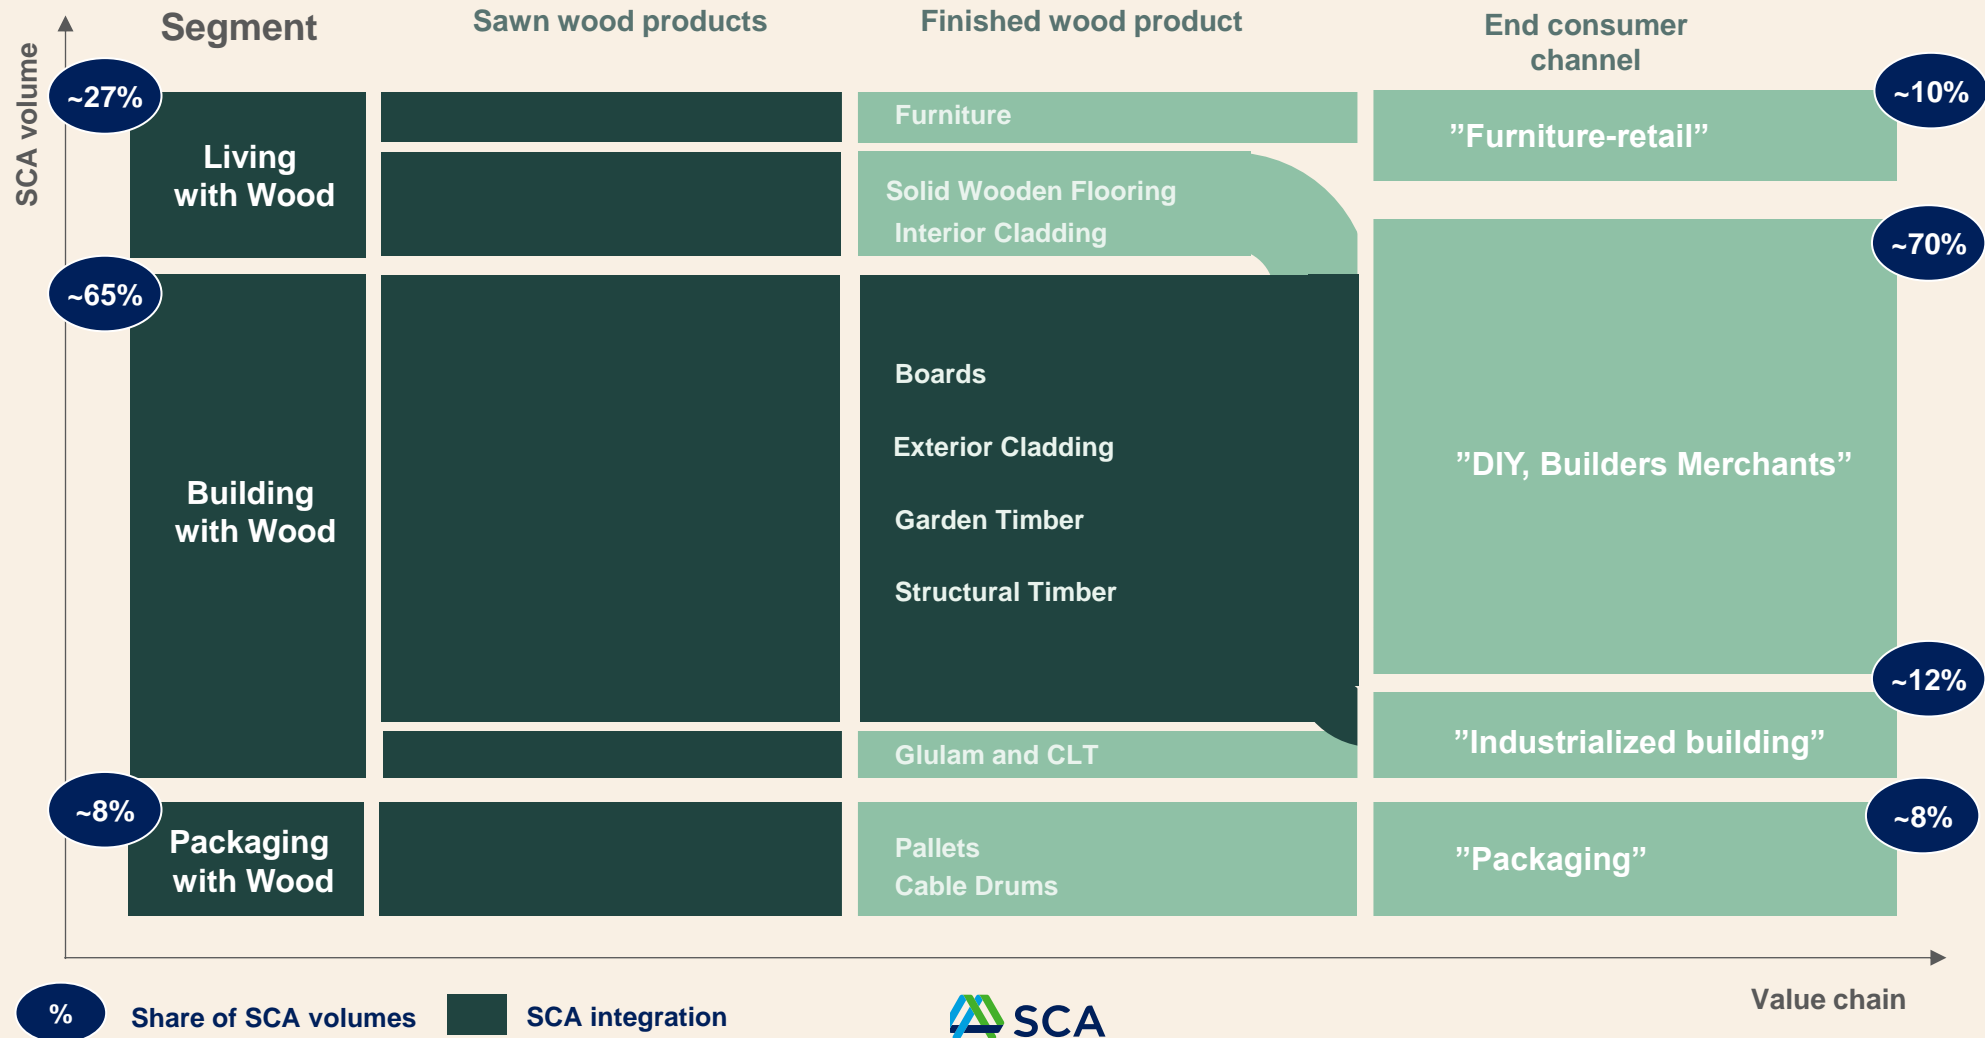 SCA volume
Segment
Sawn wood products
Finished wood product
End consumer
channel
~27%
Living
with Wood
Furniture
Solid Wooden Flooring
Interior Cladding
”Furniture-retail”
~10%
~65%
Building
with Wood
Boards
Exterior Cladding
Garden Timber
Structural Timber
Glulam and CLT
”DIY, Builders Merchants”
~70%
”Industrialized building”
~12%
~8%
Packaging
with Wood
Pallets
Cable Drums
”Packaging”
~8%
Value chain
% Share of SCA volumes
SCA integration
SCA